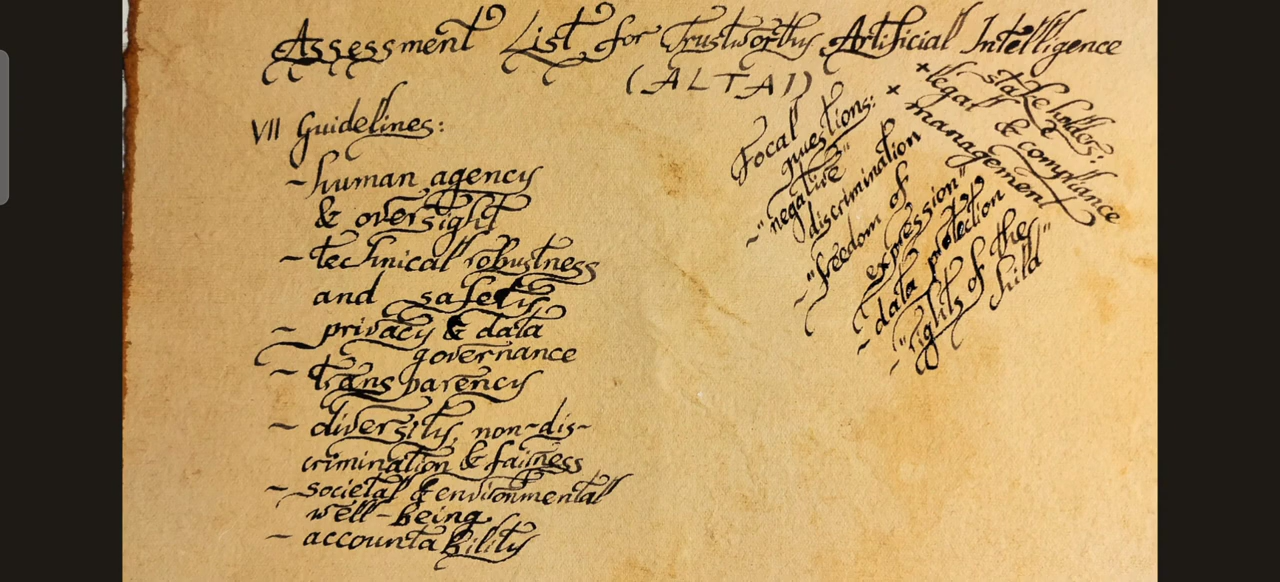 Assessment List for Trustworthy Artificial Intelligence
(ALTAI)
VII Guidelines:
- human agency
& oversight
- technical robustness
and safety
- privacy & data
governance
- transparency
- diversity, non-dis-
crimination & fairness
- societal & environmental
well-being
- accountability
Focal
questions:
- "negative"
discrimination
- "freedom of
expression"
- data protection
- "rights of the
child"
stakeholders:
+ legal & compliance
+ management